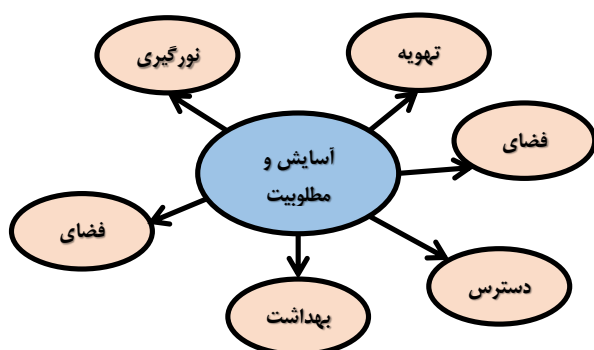 تهویه
نورگیری
فضای
آسایش و
مطلوبیت
فضای
دسترس
بهداشت